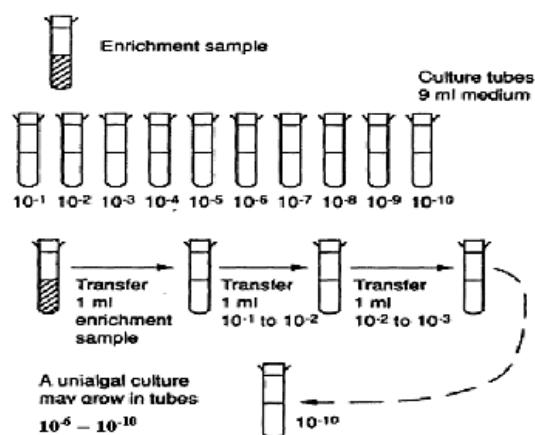 Enrichment sample
Culture tubes
9 ml medium
10-1 10-2 10-3 10-4 10-5 10-6 10-7 10-8 10-9 10-10
Transfer
1 ml
enrichment
sample
Transfer
1 ml
10-1 to 10-2
Transfer
1 ml
10-2 to 10-3
A unialgal culture
may grow in tubes
10-6 – 10-10
10-10